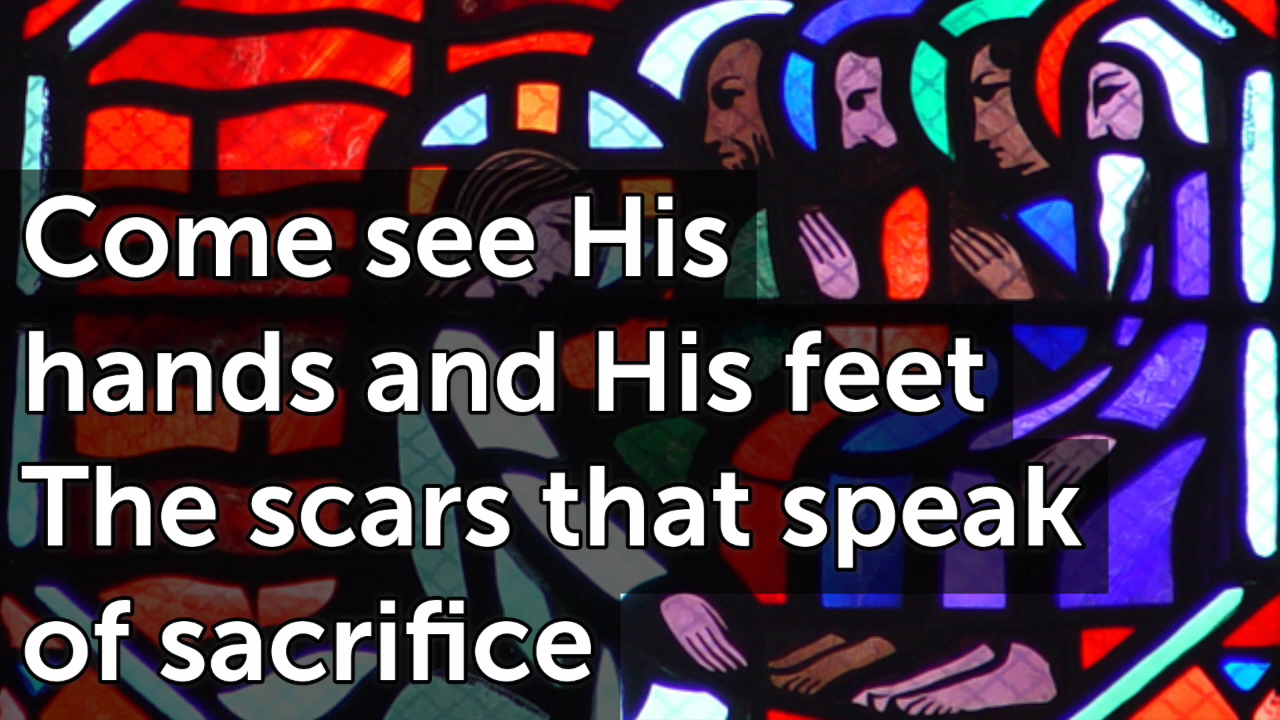 Come see His
hands and His feet
The scars that speak
of sacrifice